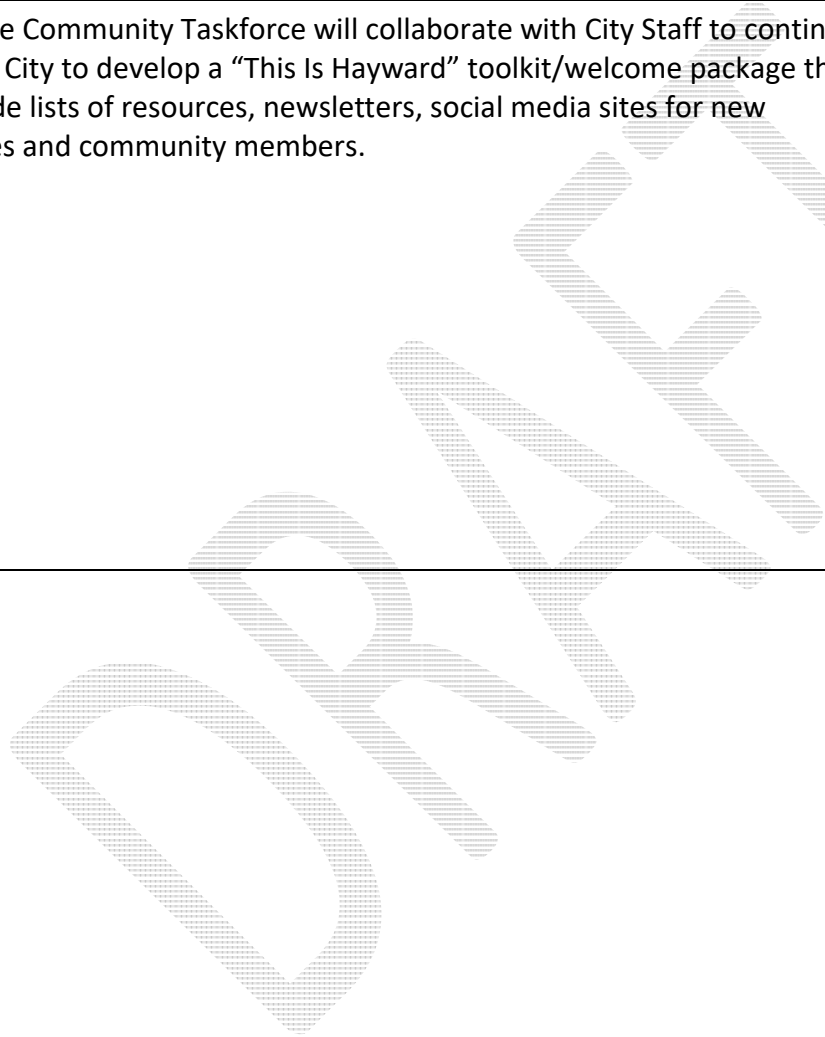 e Community Taskforce will collaborate with City Staff to contin
City to develop a “This Is Hayward” toolkit/welcome package th
de lists of resources, newsletters, social media sites for new
es and community members.
DRAFT